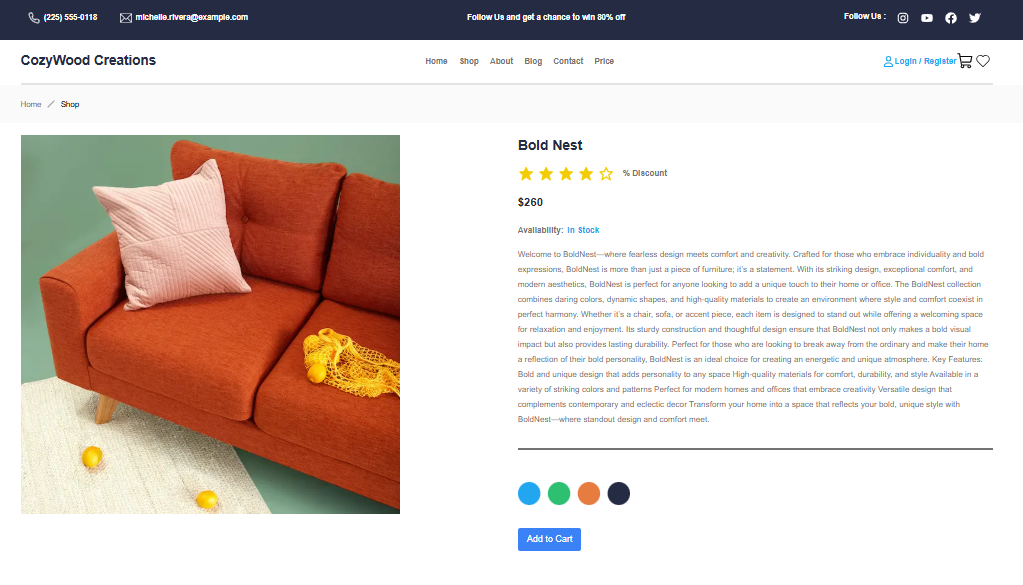 (225) 555-0118 michelle.rivera@example.com Follow Us and get a chance to win 80% off Follow Us :
CozyWood Creations Home Shop About Blog Contact Price Login / Register
Home Shop
Bold Nest
% Discount
$260
Availability: In Stock
Welcome to BoldNest—where fearless design meets comfort and creativity. Crafted for those who embrace individuality and bold
expressions, BoldNest is more than just a piece of furniture; it's a statement. With its striking design, exceptional comfort, and
modern aesthetics, BoldNest is perfect for anyone looking to add a unique touch to their home or office. The BoldNest collection
combines daring colors, dynamic shapes, and high-quality materials to create an environment where style and comfort coexist in
perfect harmony. Whether it's a chair, sofa, or accent piece, each item is designed to stand out while offering a welcoming space
for relaxation and enjoyment. Its sturdy construction and thoughtful design ensure that BoldNest not only makes a bold visual
impact but also provides lasting durability. Perfect for those who are looking to break away from the ordinary and make their home
a reflection of their bold personality, BoldNest is an ideal choice for creating an energetic and unique atmosphere. Key Features:
Bold and unique design that adds personality to any space High-quality materials for comfort, durability, and style Available in a
variety of striking colors and patterns Perfect for modern homes and offices that embrace creativity Versatile design that
complements contemporary and eclectic decor Transform your home into a space that reflects your bold, unique style with
BoldNest—where standout design and comfort meet.
Add to Cart